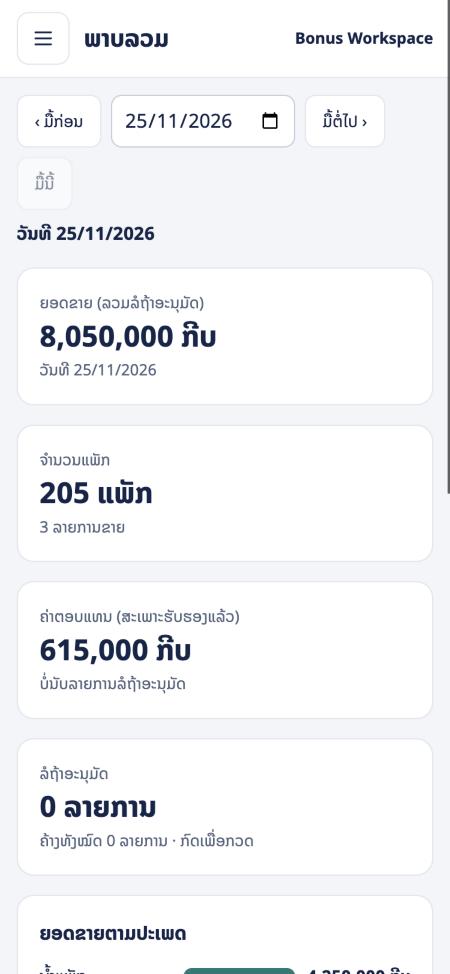 ພາບລວມ
Bonus Workspace
‹ ມື້ກ່ອນ
25/11/2026
ມື້ຕໍ່ໄປ ›
ມື້ນີ້
ວັນທີ 25/11/2026
ຍອດຂາຍ (ລວມລໍຖ້າອະນຸມັດ)
8,050,000 ກີບ
ວັນທີ 25/11/2026
ຈຳນວນແພັກ
205 ແພັກ
3 ລາຍການຂາຍ
ຄ່າຕອບແທນ (ສະເພາະຮັບຮອງແລ້ວ)
615,000 ກີບ
ບໍ່ນັບລາຍການລໍຖ້າອະນຸມັດ
ລໍຖ້າອະນຸມັດ
0 ລາຍການ
ຄ້າງທັງໝົດ 0 ລາຍການ · ກົດເພື່ອກວດ
ຍອດຂາຍຕາມປະເພດ